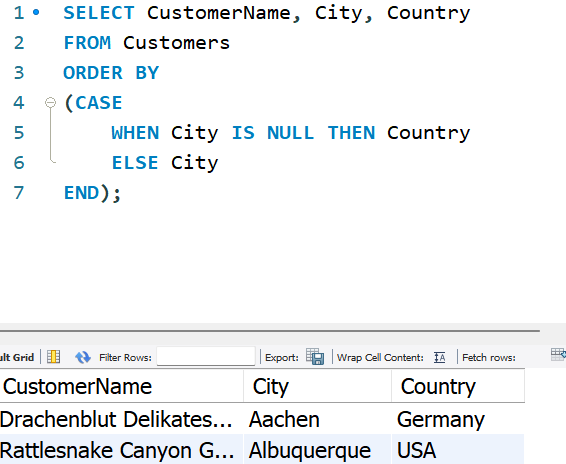 1 SELECT CustomerName, City, Country
2 FROM Customers
3 ORDER BY
4 (CASE
5 WHEN City IS NULL THEN Country
6 ELSE City
7 END);
ult Grid Filter Rows: Export: Wrap Cell Content: IA Fetch rows:
CustomerName City Country
Drachenblut Delikates... Aachen Germany
Rattlesnake Canyon G... Albuquerque USA